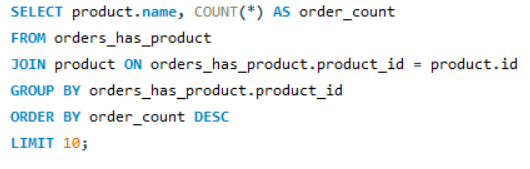 SELECT product.name, COUNT(*) AS order_count
FROM orders_has_product
JOIN product ON orders_has_product.product_id = product.id
GROUP BY orders_has_product.product_id
ORDER BY order_count DESC
LIMIT 10;